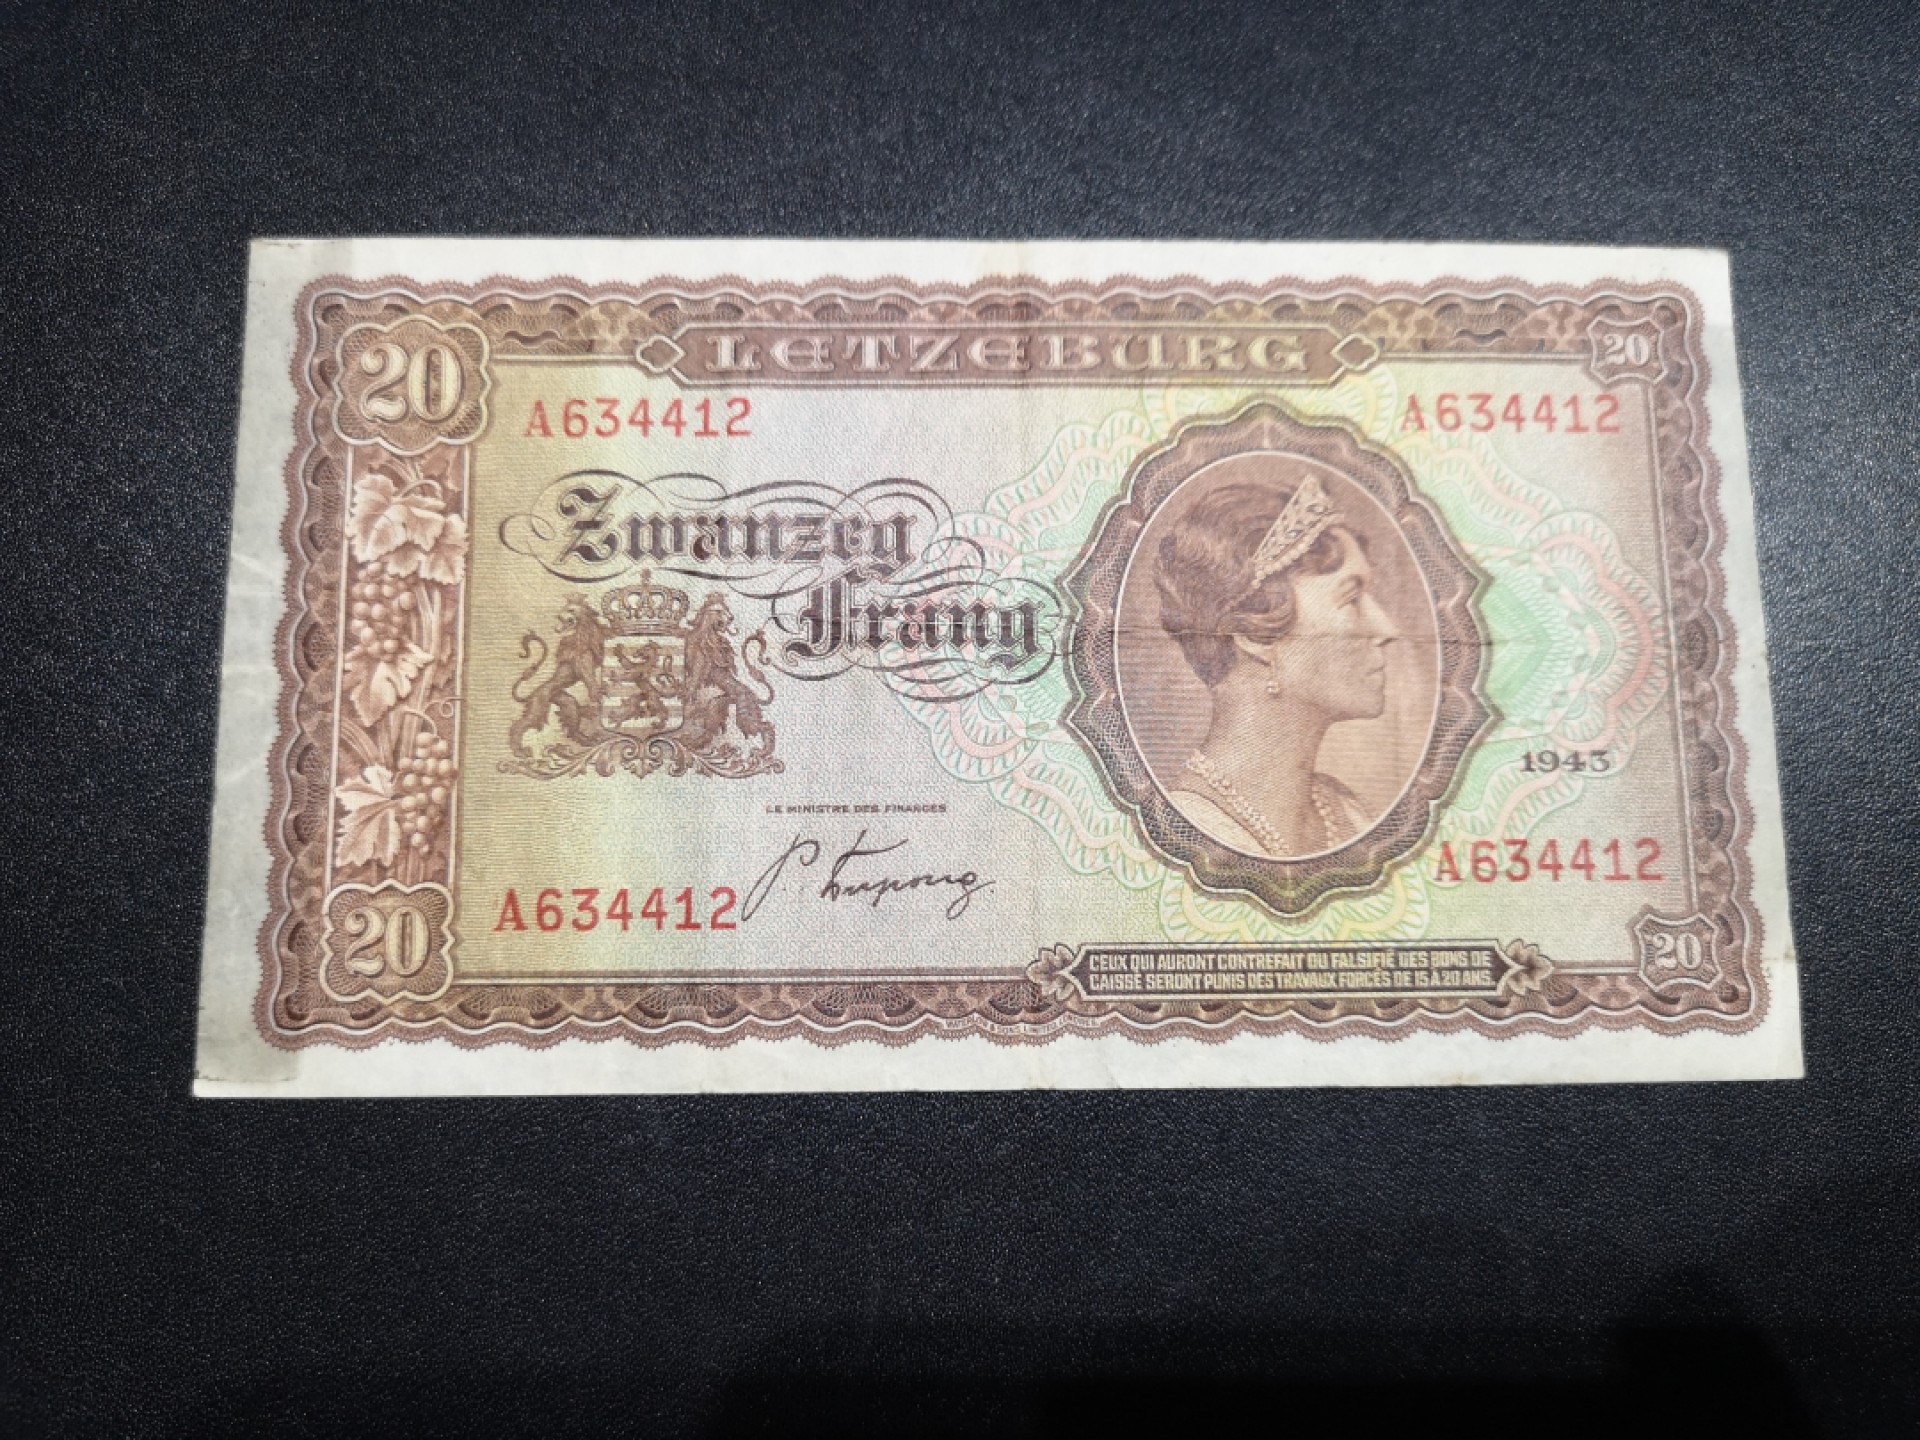 20
LETZEBURG
20
A634412
A634412
Zwanzeg
Frang
1943
LE MINISTRE DES FINANCES
P. Dupong.
A634412
A634412
20
CEUX QUI AURONT CONTREFAIT OU FALSIFIÉ DES BONS DE
CAISSE SERONT PUNIS DES TRAVAUX FORCÉS DE 15 À 20 ANS
20